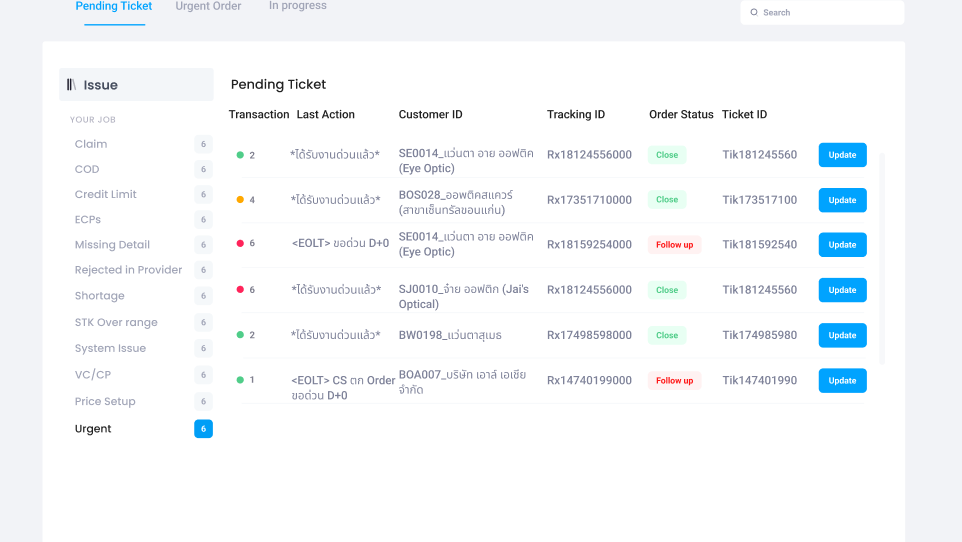 Pending Ticket
Urgent Order
In progress
Search
Issue
YOUR JOB
Claim 6
COD 6
Credit Limit 6
ECPs 6
Missing Detail 6
Rejected in Provider 6
Shortage 6
STK Over range 6
System Issue 6
VC/CP 6
Price Setup 6
Urgent 6
Pending Ticket
Transaction Last Action Customer ID Tracking ID Order Status Ticket ID
2 *ได้รับงานด่วนแล้ว* SE0014_แว่นตา อาย ออฟติค Rx18124556000 Close Tik181245560 Update
(Eye Optic)
4 *ได้รับงานด่วนแล้ว* BOS028_ออพติคสแควร์ Rx17351710000 Close Tik173517100 Update
(สาขาเซ็นทรัลขอนแก่น)
6 <EOLT> ขอด่วน D+0 SE0014_แว่นตา อาย ออฟติค Rx18159254000 Follow up Tik181592540 Update
(Eye Optic)
6 *ได้รับงานด่วนแล้ว* SJ0010_จ๋าย ออฟติก (Jai's Rx18124556000 Close Tik181245560 Update
Optical)
2 *ได้รับงานด่วนแล้ว* BW0198_แว่นตาสุเมธ Rx17498598000 Close Tik174985980 Update
1 <EOLT> CS ตก Order BOA007_บริษัท เอาล์ เอเชีย Rx14740199000 Follow up Tik147401990 Update
ขอด่วน D+0 จำกัด